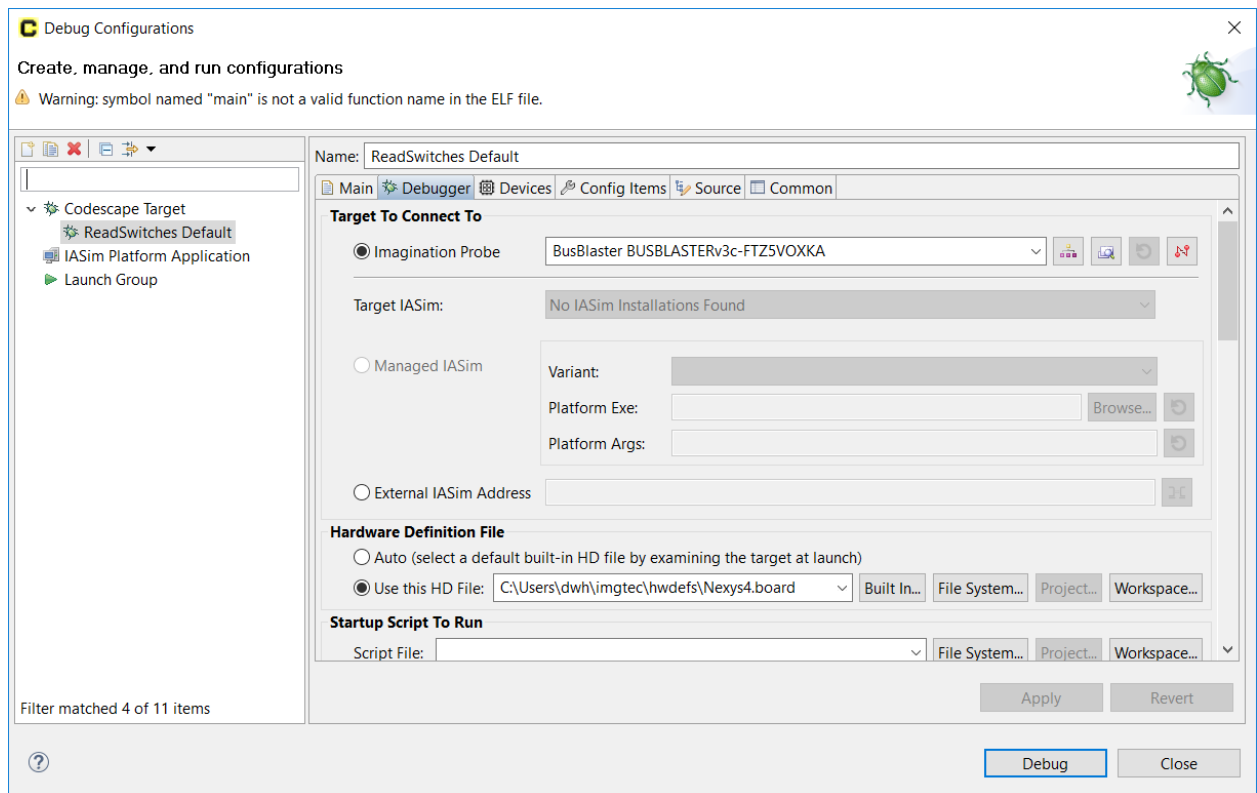 Debug Configurations
Create, manage, and run configurations
Warning: symbol named "main" is not a valid function name in the ELF file.
Name: ReadSwitches Default
Main Debugger Devices Config Items Source Common
Codescape Target
ReadSwitches Default
IASim Platform Application
Launch Group
Filter matched 4 of 11 items
Target To Connect To
Imagination Probe BusBlaster BUSBLASTERv3c-FTZ5VOXKA
Target IASim: No IASim Installations Found
Managed IASim
Variant:
Platform Exe: Browse...
Platform Args:
External IASim Address
Hardware Definition File
Auto (select a default built-in HD file by examining the target at launch)
Use this HD File: C:\Users\dwh\imgtec\hwdefs\Nexys4.board Built In... File System... Project... Workspace...
Startup Script To Run
Script File: File System... Project... Workspace...
Apply Revert
Debug Close